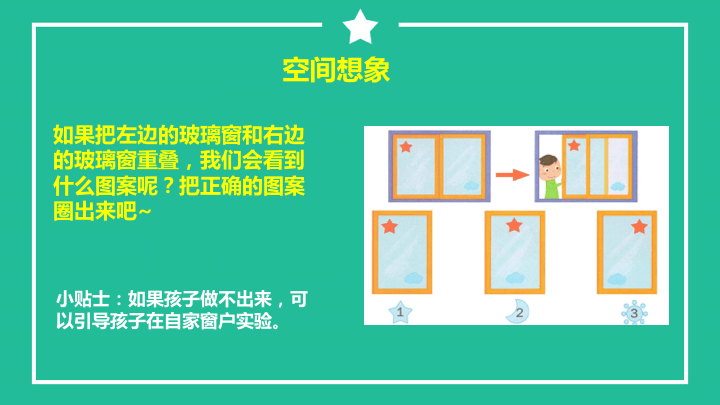 空间想象
如果把左边的玻璃窗和右边
的玻璃窗重叠，我们会看到
什么图案呢？把正确的图案
圈出来吧~
小贴士：如果孩子做不出来，可
以引导孩子在自家窗户实验。
1 2 3